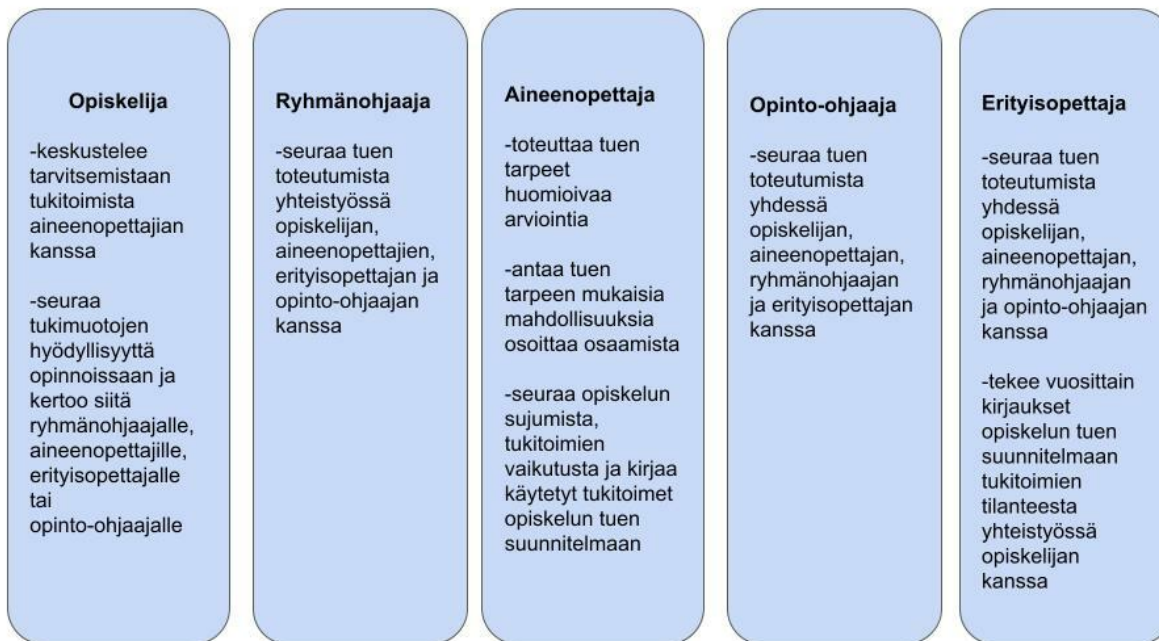 Opiskelija
-keskustelee
tarvitsemistaan
tukitoimista
aineenopettajian
kanssa
-seuraa
tukimuotojen
hyödyllisyyttä
opinnoissaan ja
kertoo siitä
ryhmänohjaajalle,
aineenopettajille,
erityisopettajalle
tai
opinto-ohjaajalle
Ryhmänohjaaja
-seuraa tuen
toteutumista
yhteistyössä
opiskelijan,
aineenopettajien,
erityisopettajan ja
opinto-ohjaajan
kanssa
Aineenopettaja
-toteuttaa tuen
tarpeet
huomioivaa
arviointia
-antaa tuen
tarpeen mukaisia
mahdollisuuksia
osoittaa osaamista
-seuraa opiskelun
sujumista,
tukitoimien
vaikutusta ja kirjaa
käytetyt tukitoimet
opiskelun tuen
suunnitelmaan
Opinto-ohjaaja
-seuraa tuen
toteutumista
yhdessä
opiskelijan,
aineenopettajan,
ryhmänohjaajan
ja erityisopettajan
kanssa
Erityisopettaja
-seuraa tuen
toteutumista
yhdessä
opiskelijan,
aineenopettajan,
ryhmänohjaajan
ja opinto-ohjaajan
kanssa
-tekee vuosittain
kirjaukset
opiskelun tuen
suunnitelmaan
tukitoimien
tilanteesta
yhteistyössä
opiskelijan
kanssa